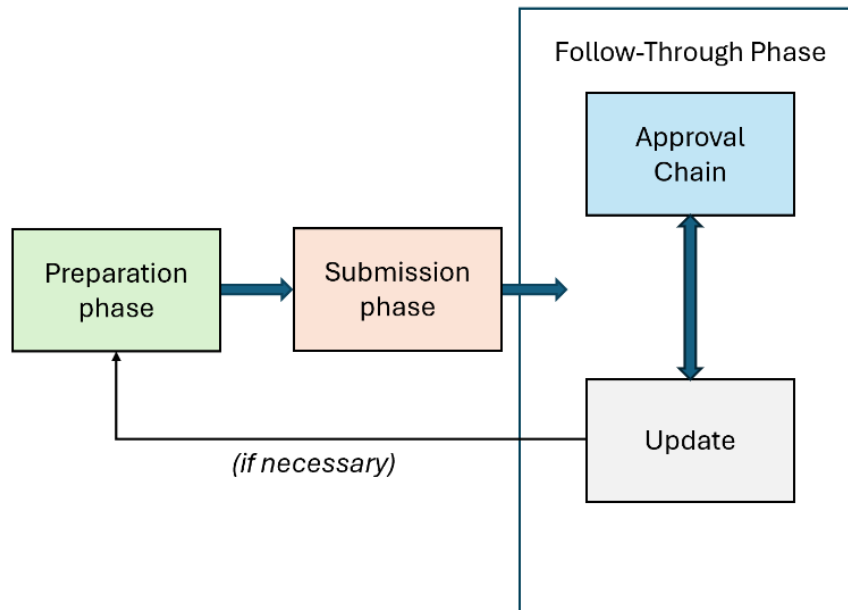 Follow-Through Phase
Approval
Chain
Preparation
phase
Submission
phase
Update
(if necessary)